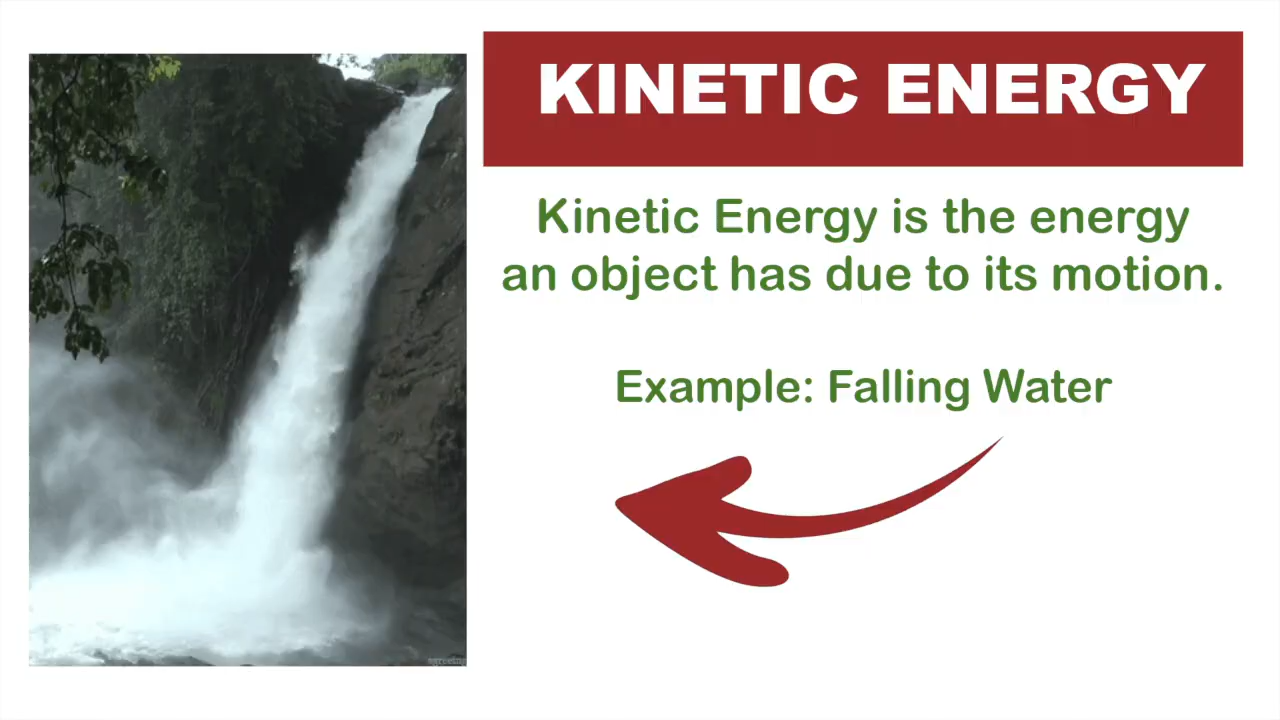 KINETIC ENERGY
Kinetic Energy is the energy
an object has due to its motion.
Example: Falling Water